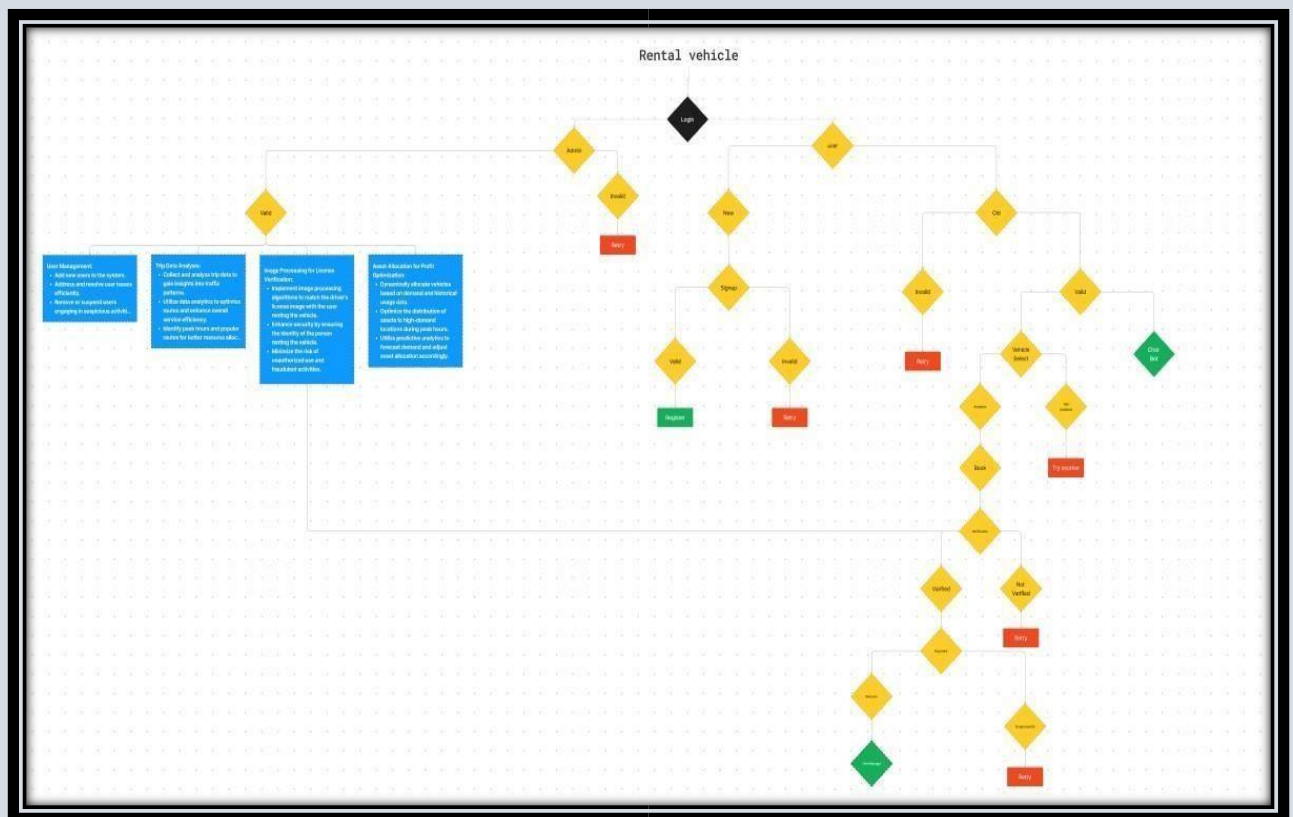 Rental vehicle
Login
Admin
user
Invalid
Valid
New
Old
Retry
User Management:
• Add new users to the system.
• Address and resolve user issues
efficiently.
• Remove or suspend users
engaging in suspicious activiti...
Trip Data Analysis:
• Collect and analyze trip data to
gain insights into traffic
patterns.
• Utilize data analytics to optimize
routes and enhance overall
service efficiency.
• Identify peak hours and popular
routes for better resource alloc...
Image Processing for License
Verification:
• Implement image processing
algorithms to match the driver's
license image with the user
renting the vehicle.
• Enhance security by ensuring
the identity of the person
renting the vehicle.
• Minimize the risk of
unauthorized use and
fraudulent activities.
Asset Allocation for Profit
Optimization:
• Dynamically allocate vehicles
based on demand and historical
usage data.
• Optimize the distribution of
assets to high-demand
locations during peak hours.
• Utilize predictive analytics to
forecast demand and adjust
asset allocation accordingly.
Signup
Invalid
Valid
Valid
Invalid
Retry
Vehicle
Select
Chat
Bot
Register
Retry
Book
Try another
Verified
Not
Verified
Retry
Retry